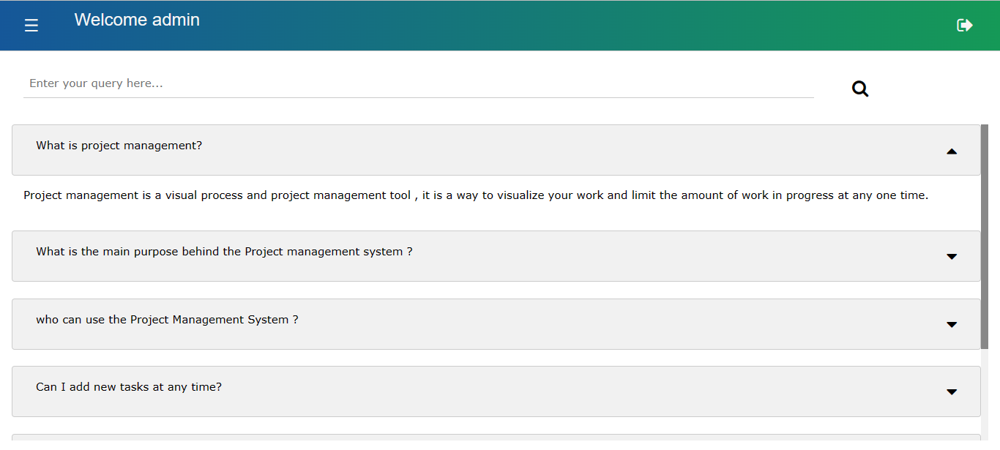 Welcome admin
Enter your query here...
What is project management?
Project management is a visual process and project management tool , it is a way to visualize your work and limit the amount of work in progress at any one time.
What is the main purpose behind the Project management system ?
who can use the Project Management System ?
Can I add new tasks at any time?